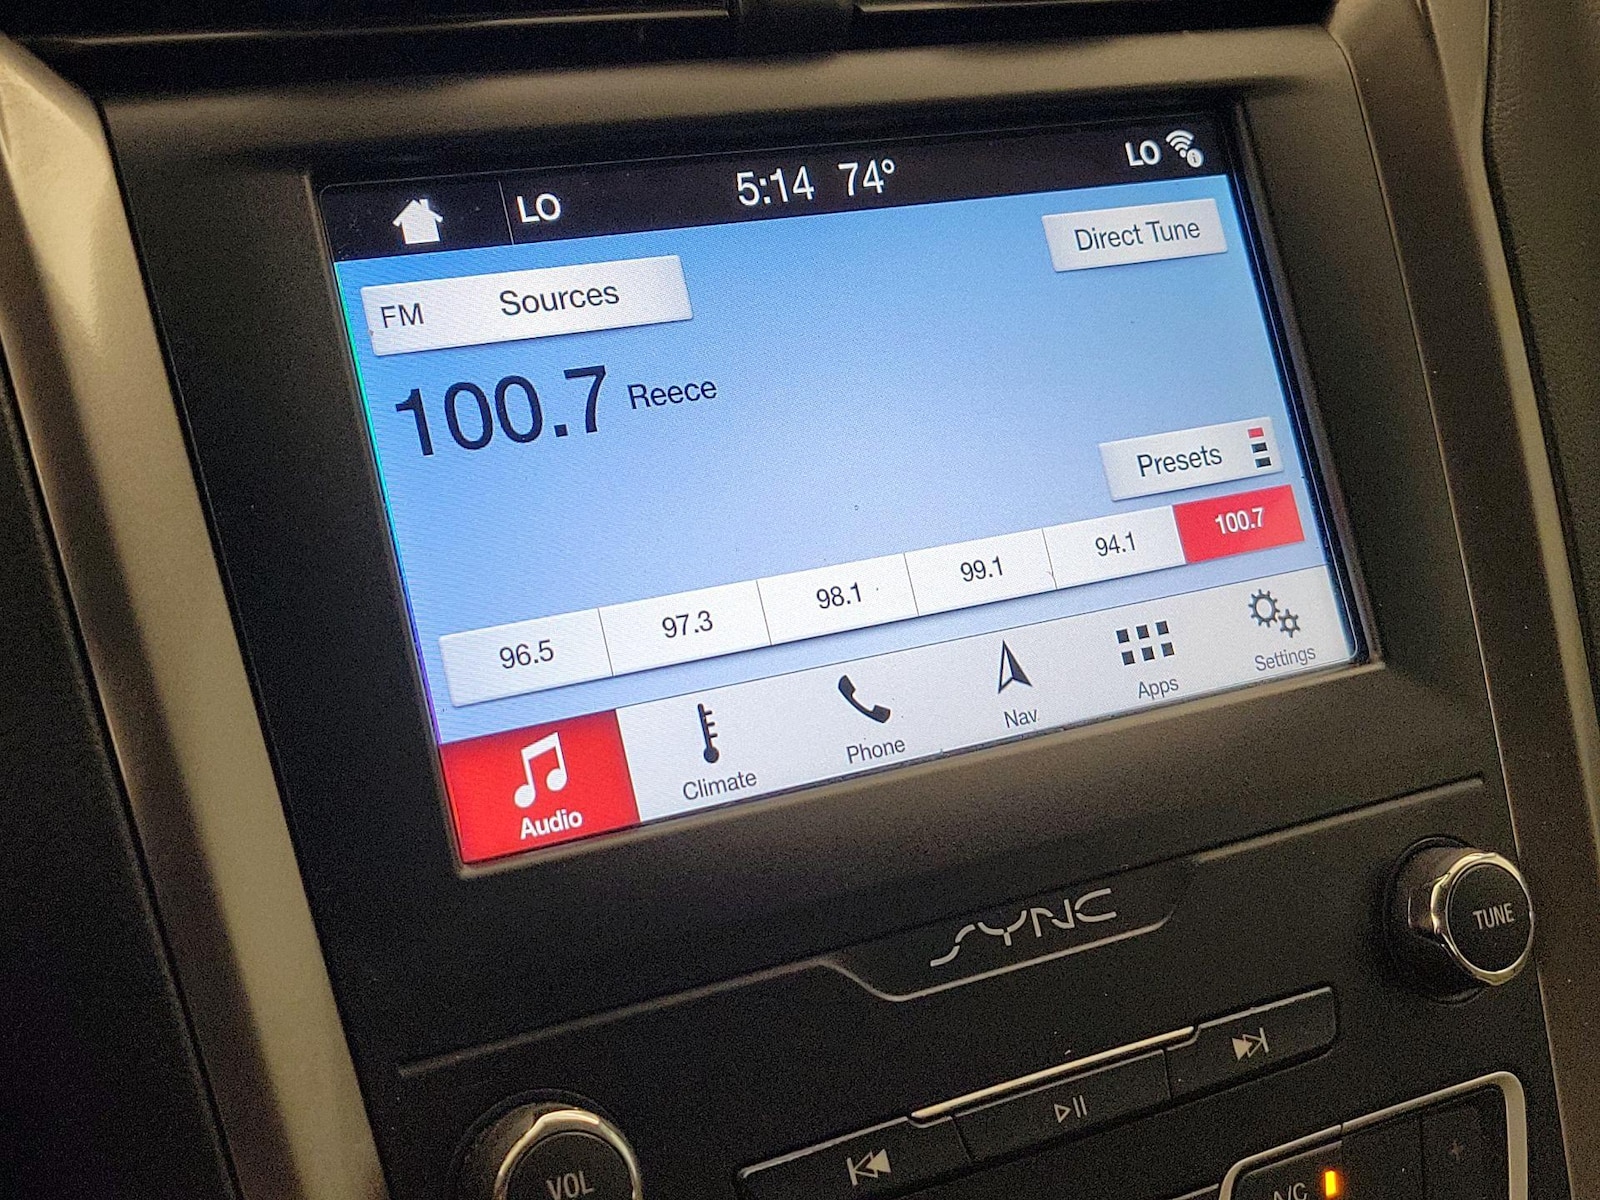 LO 5:14 74° LO
FM Sources Direct Tune
100.7 Reece
Presets
96.5 97.3 98.1 99.1 94.1 100.7
Audio Climate Phone Nav Apps Settings
SYNC
TUNE
VOL
A/C